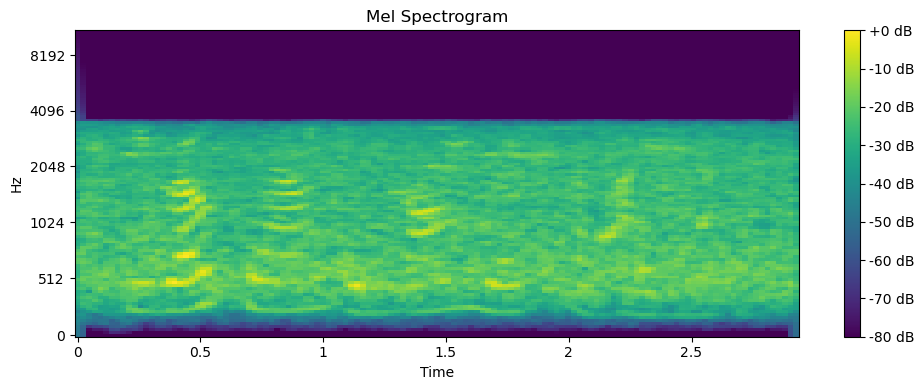 Mel Spectrogram
Hz
8192
4096
2048
1024
512
0
0
0.5
1
1.5
2
2.5
Time
+0 dB
-10 dB
-20 dB
-30 dB
-40 dB
-50 dB
-60 dB
-70 dB
-80 dB